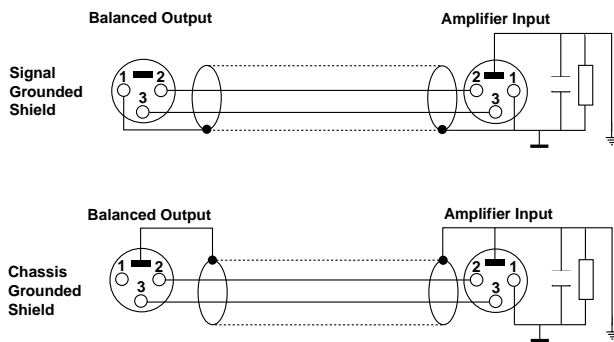 Balanced Output
Amplifier Input
Signal
Grounded
Shield
1 2
3
2 1
3
Balanced Output
Amplifier Input
Chassis
Grounded
Shield
1 2
3
2 1
3